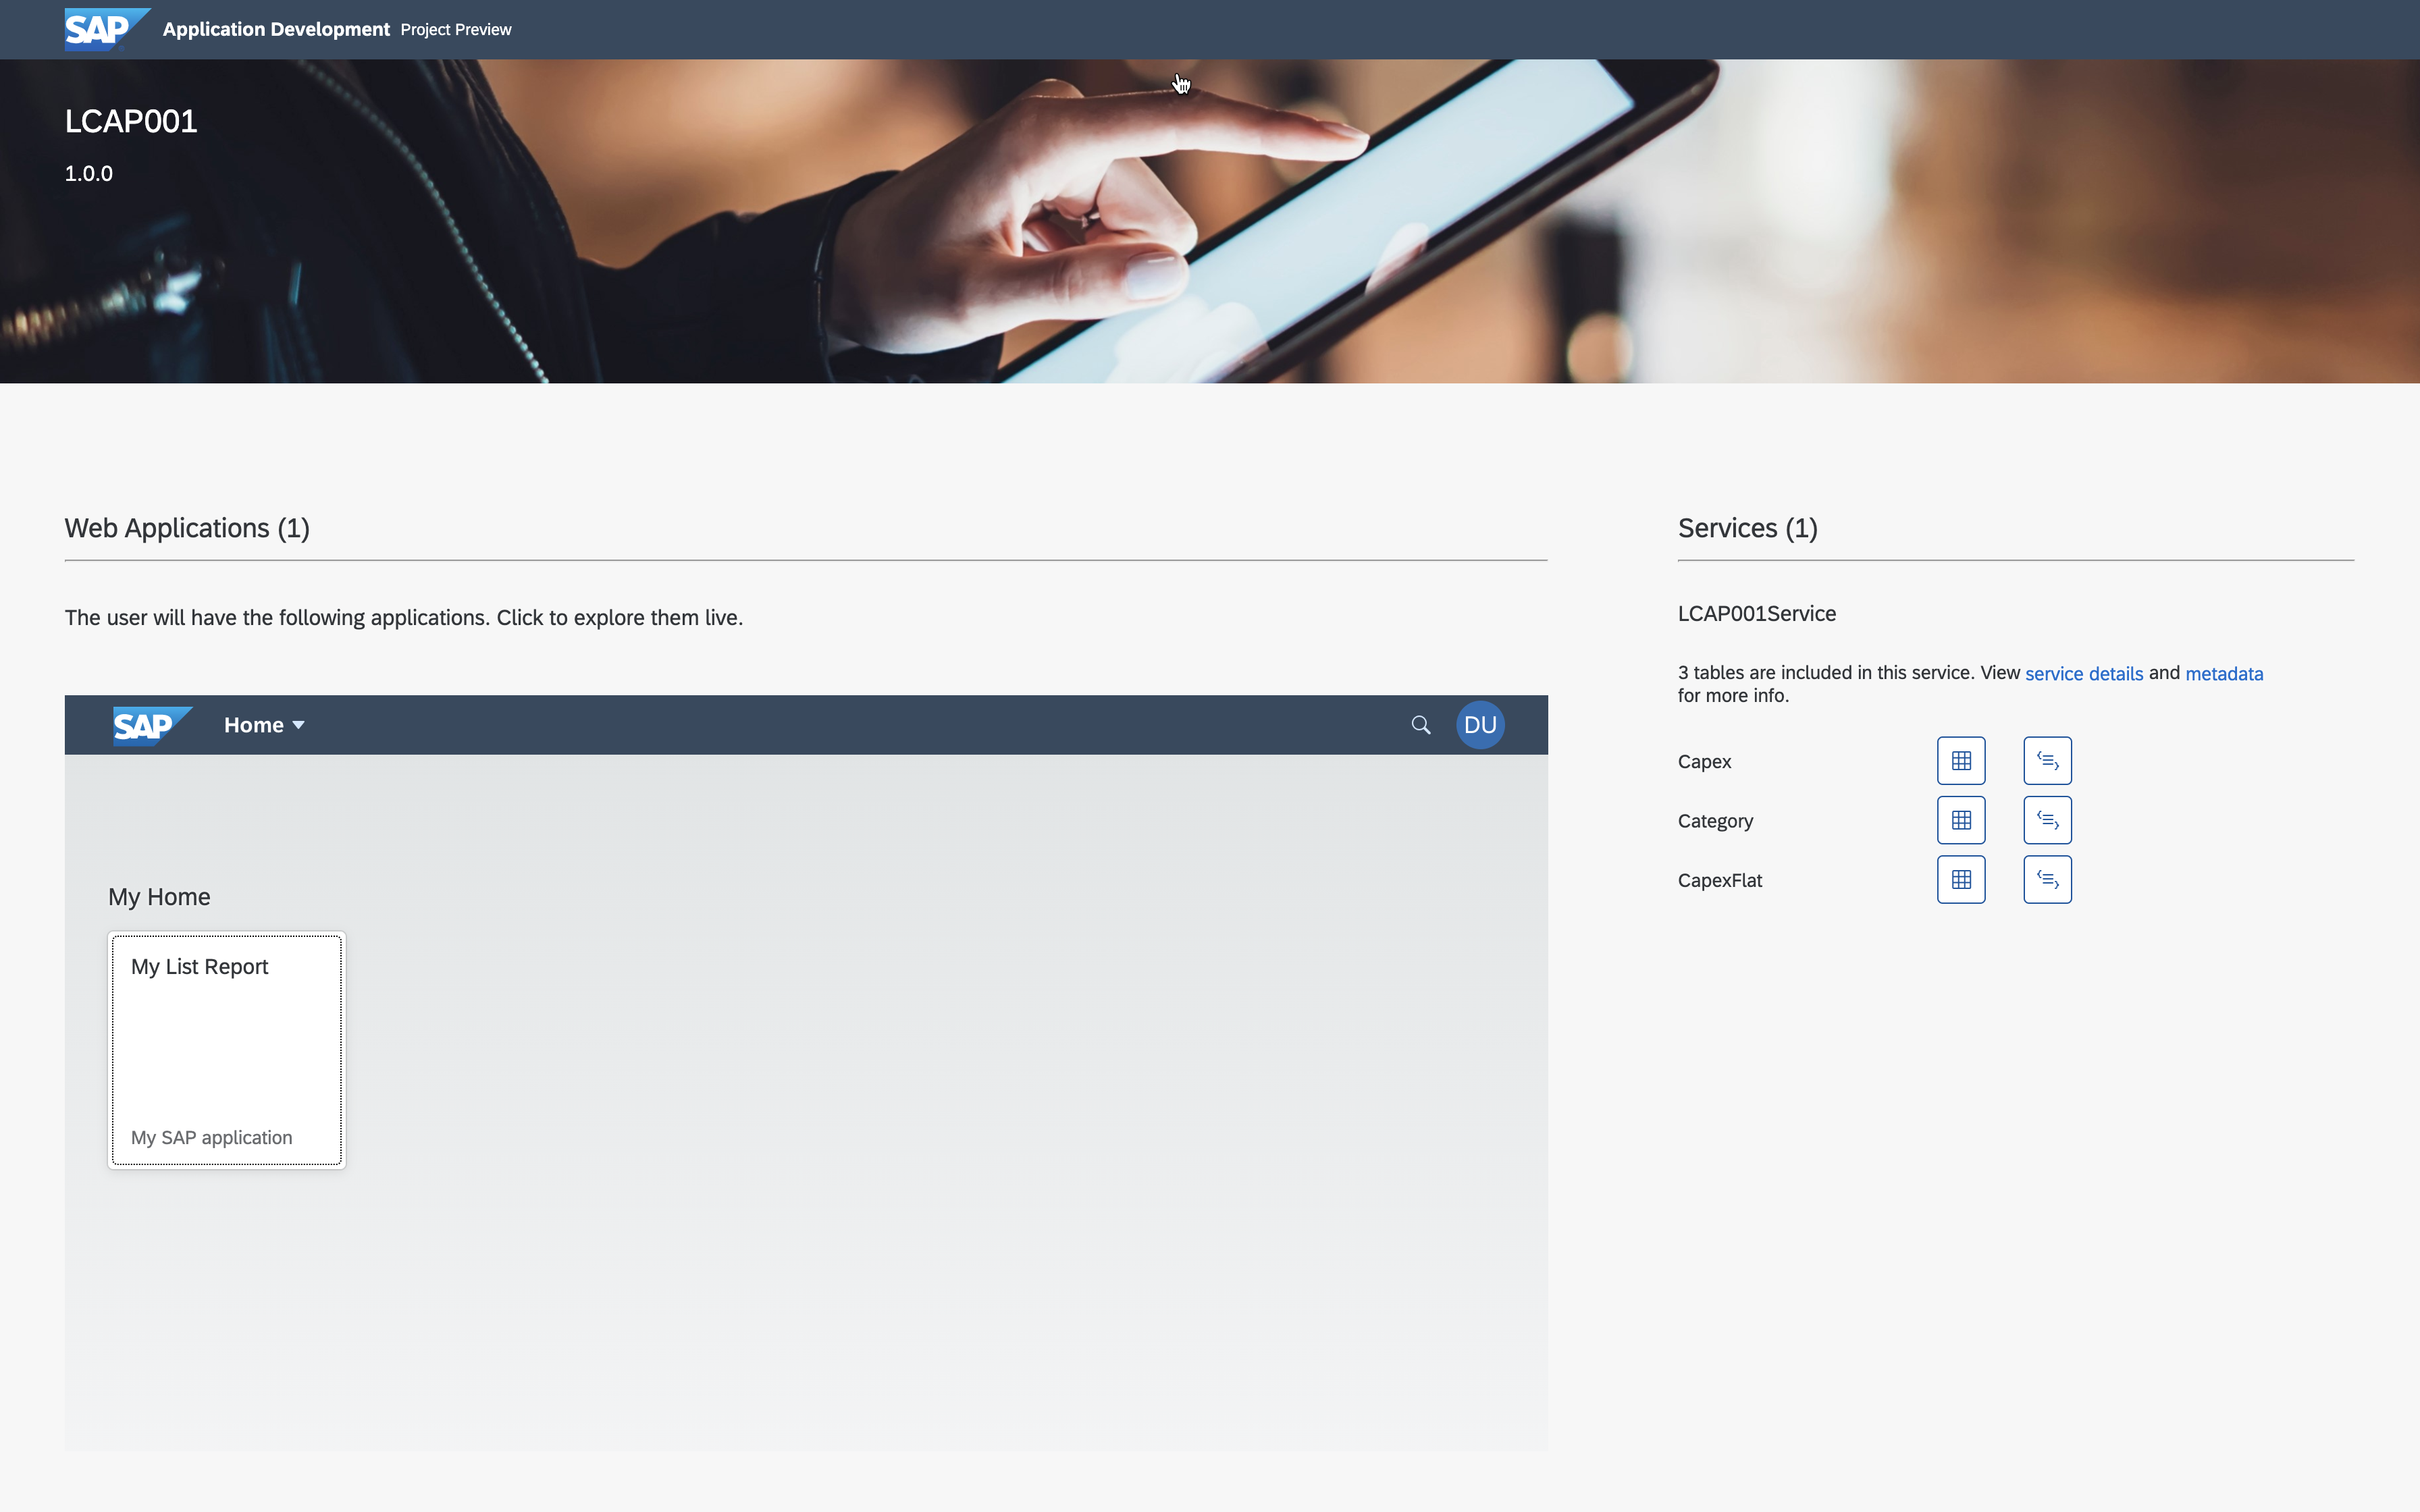 SAP Application Development Project Preview
LCAP001
1.0.0
Web Applications (1)
The user will have the following applications. Click to explore them live.
SAP Home DU
My Home
My List Report
My SAP application
Services (1)
LCAP001Service
3 tables are included in this service. View service details and metadata
for more info.
Capex
Category
CapexFlat